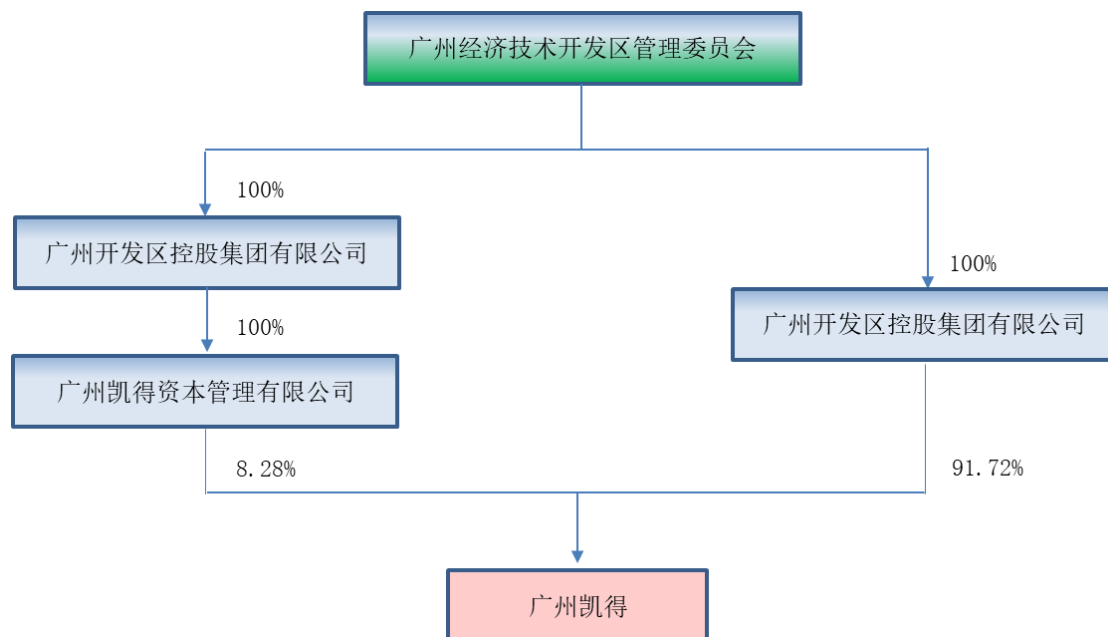 广州经济技术开发区管理委员会
100%
广州开发区控股集团有限公司
100%
100%
广州开发区控股集团有限公司
广州凯得资本管理有限公司
8.28%
91.72%
广州凯得